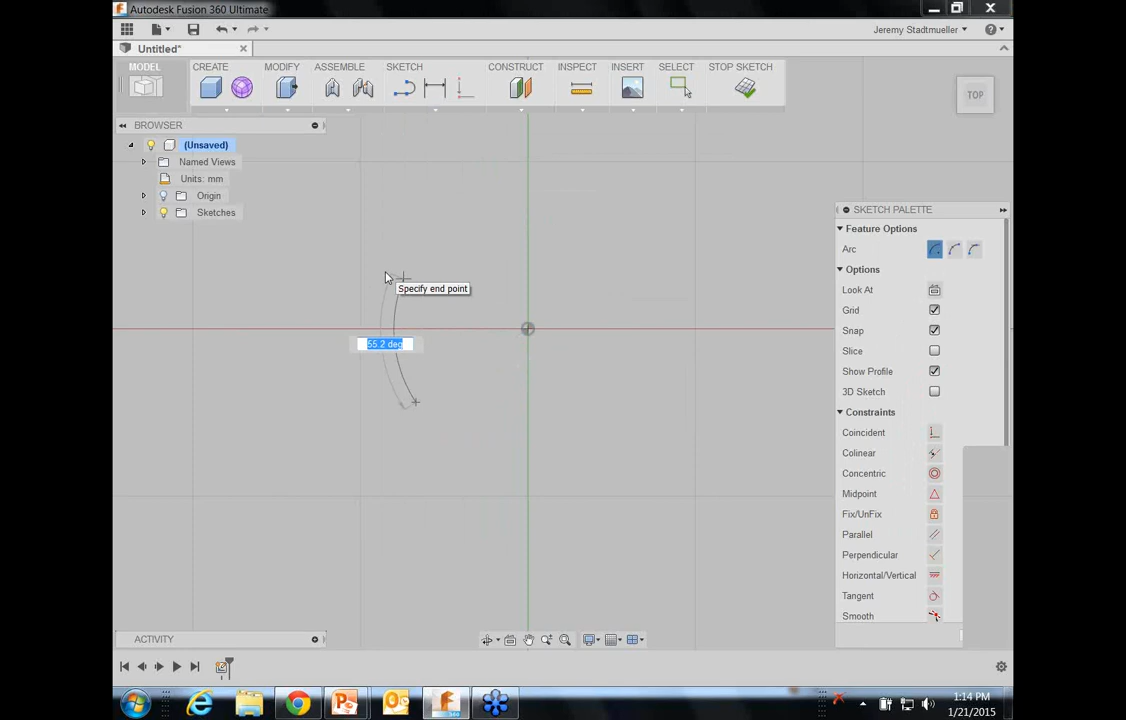 Autodesk Fusion 360 Ultimate
Jeremy Stadtmueller
Untitled*
MODEL CREATE MODIFY ASSEMBLE SKETCH CONSTRUCT INSPECT INSERT SELECT STOP SKETCH
TOP
BROWSER
(Unsaved)
Named Views
Units: mm
Origin
Sketches
Specify end point
55.2 deg
SKETCH PALETTE
Feature Options
Arc
Options
Look At
Grid
Snap
Slice
Show Profile
3D Sketch
Constraints
Coincident
Colinear
Concentric
Midpoint
Fix/UnFix
Parallel
Perpendicular
Horizontal/Vertical
Tangent
Smooth
ACTIVITY
360
1:14 PM
1/21/2015